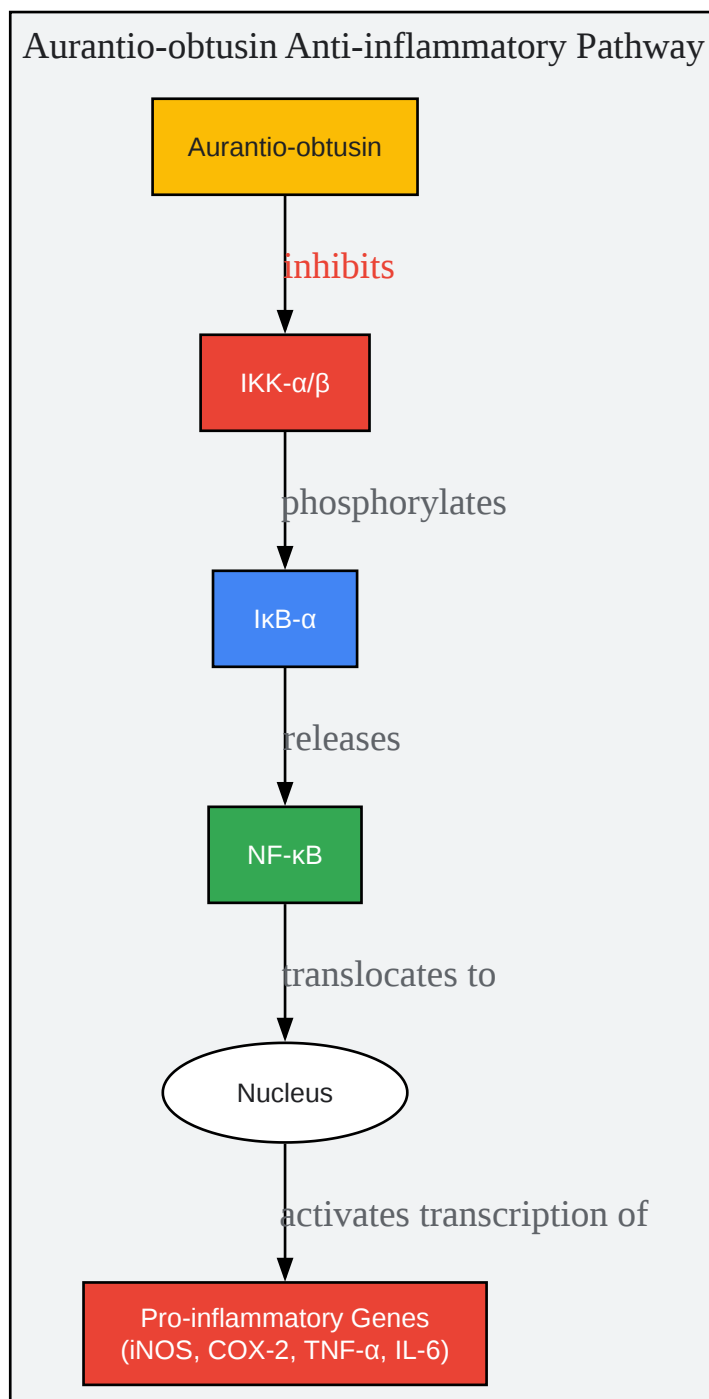 Aurantio-obtusin Anti-inflammatory Pathway
Aurantio-obtusin
inhibits
IKK-α/β
phosphorylates
IκB-α
releases
NF-κB
translocates to
Nucleus
activates transcription of
Pro-inflammatory Genes
(iNOS, COX-2, TNF-α, IL-6)